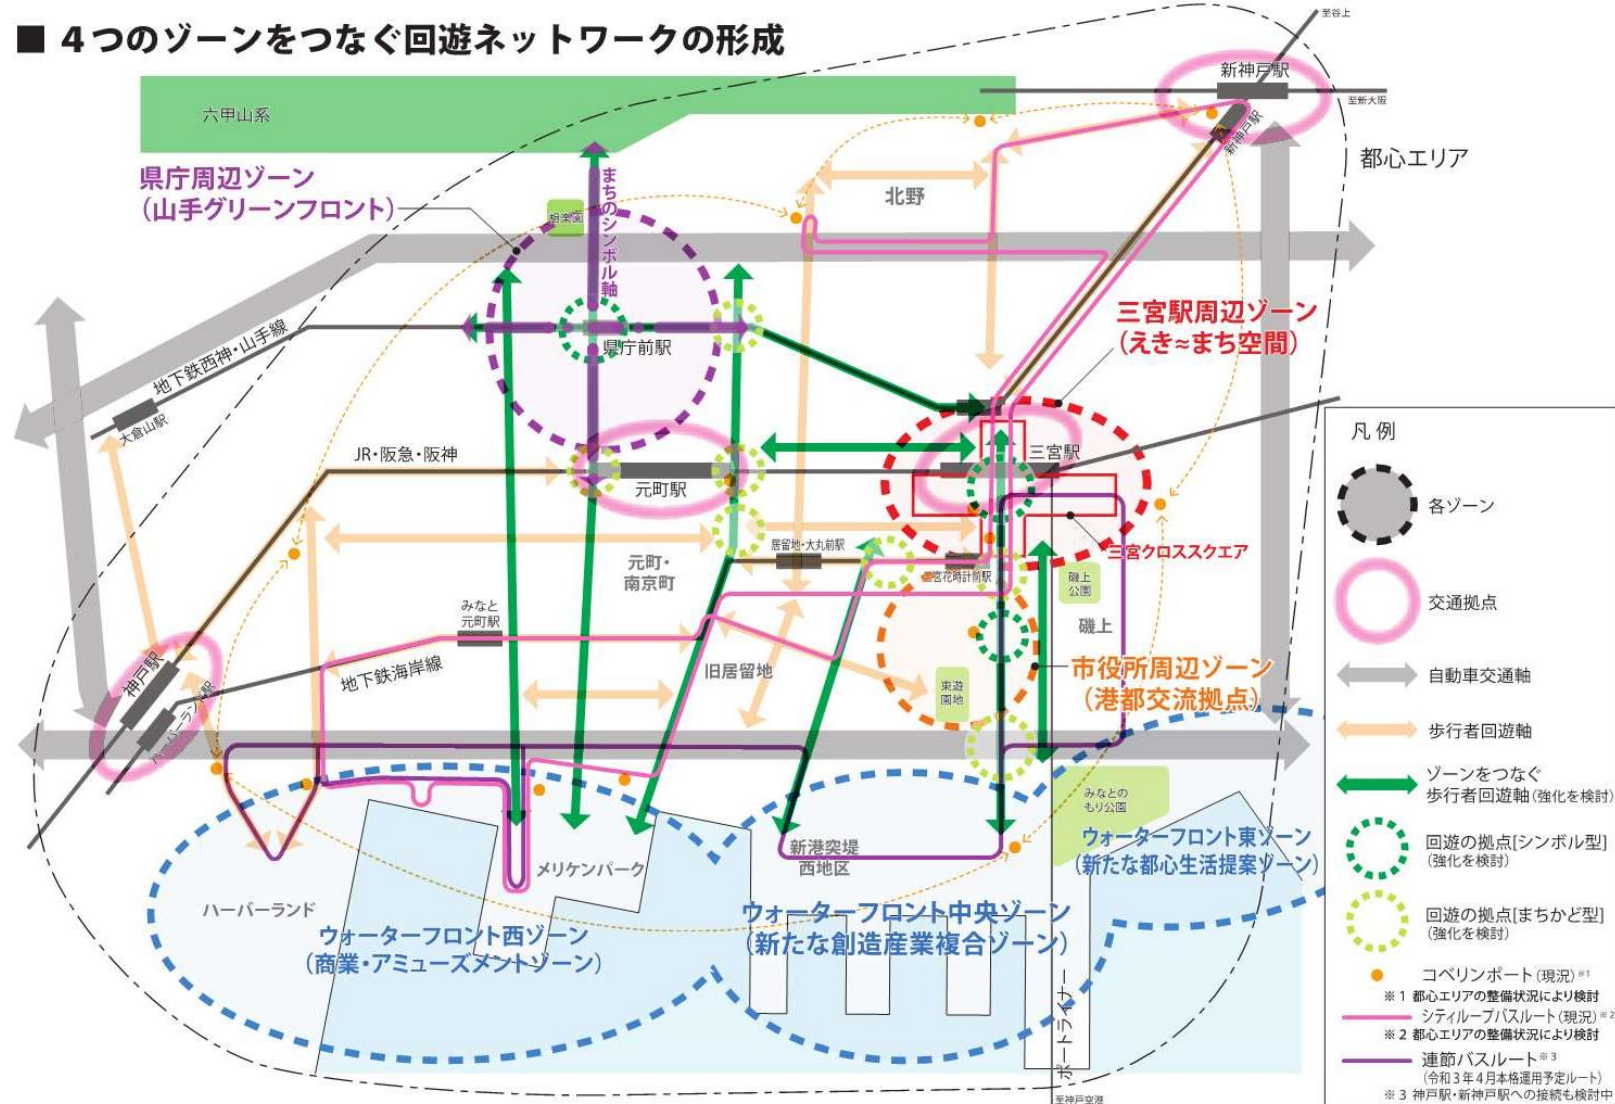 ■ 4つのゾーンをつなぐ回遊ネットワークの形成
至谷上
新神戸駅
至新大阪
新神戸駅
都心エリア
六甲山系
県庁周辺ゾーン
(山手グリーンフロント)
まちのシンボル軸
相楽園
北野
三宮駅周辺ゾーン
(えき≈まち空間)
地下鉄西神・山手線
大倉山駅
県庁前駅
JR・阪急・阪神
元町駅
三宮駅
三宮クロススクエア
居留地・大丸前駅
三宮花時計前駅
元町・
南京町
磯上
公園
磯上
みなと
元町駅
神戸駅
ハーバーランド駅
地下鉄海岸線
旧居留地
東遊
園地
市役所周辺ゾーン
(港都交流拠点)
みなとの
もり公園
メリケンパーク
新港突堤
西地区
ウォーターフロント東ゾーン
(新たな都心生活提案ゾーン)
ハーバーランド
ウォーターフロント西ゾーン
(商業・アミューズメントゾーン)
ウォーターフロント中央ゾーン
(新たな創造産業複合ゾーン)
ポートライナー
至神戸空港
凡例
各ゾーン
交通拠点
自動車交通軸
歩行者回遊軸
ゾーンをつなぐ
歩行者回遊軸(強化を検討)
回遊の拠点[シンボル型]
(強化を検討)
回遊の拠点[まちかど型]
(強化を検討)
コベリンポート(現況)※1
※1 都心エリアの整備状況により検討
シティループバスルート(現況)※2
※2 都心エリアの整備状況により検討
連節バスルート※3
(令和3年4月本格運用予定ルート)
※3 神戸駅・新神戸駅への接続も検討中